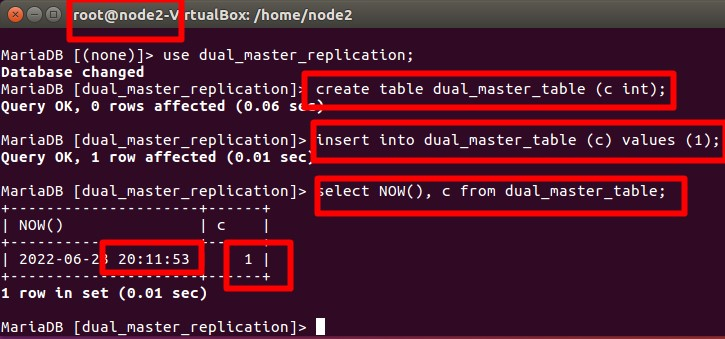 root@node2-VirtualBox: /home/node2
MariaDB [(none)]> use dual_master_replication;
Database changed
MariaDB [dual_master_replication]> create table dual_master_table (c int);
Query OK, 0 rows affected (0.06 sec)
MariaDB [dual_master_replication]> insert into dual_master_table (c) values (1);
Query OK, 1 row affected (0.01 sec)
MariaDB [dual_master_replication]> select NOW(), c from dual_master_table;
+---------------------+------+
| NOW()               | c    |
+---------------------+------+
| 2022-06-23 20:11:53 |    1 |
+---------------------+------+
1 row in set (0.01 sec)
MariaDB [dual_master_replication]>